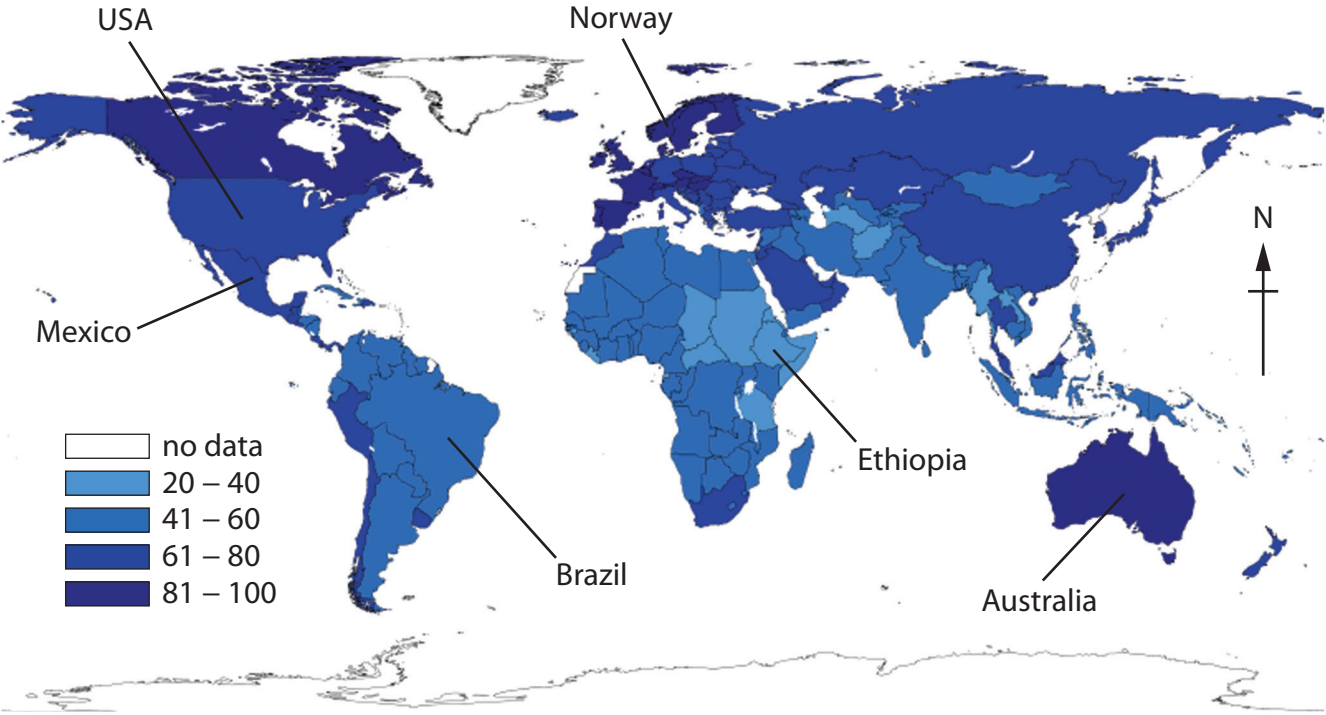 USA
Norway
N
Mexico
Ethiopia
Brazil
Australia
no data
20 – 40
41 – 60
61 – 80
81 – 100